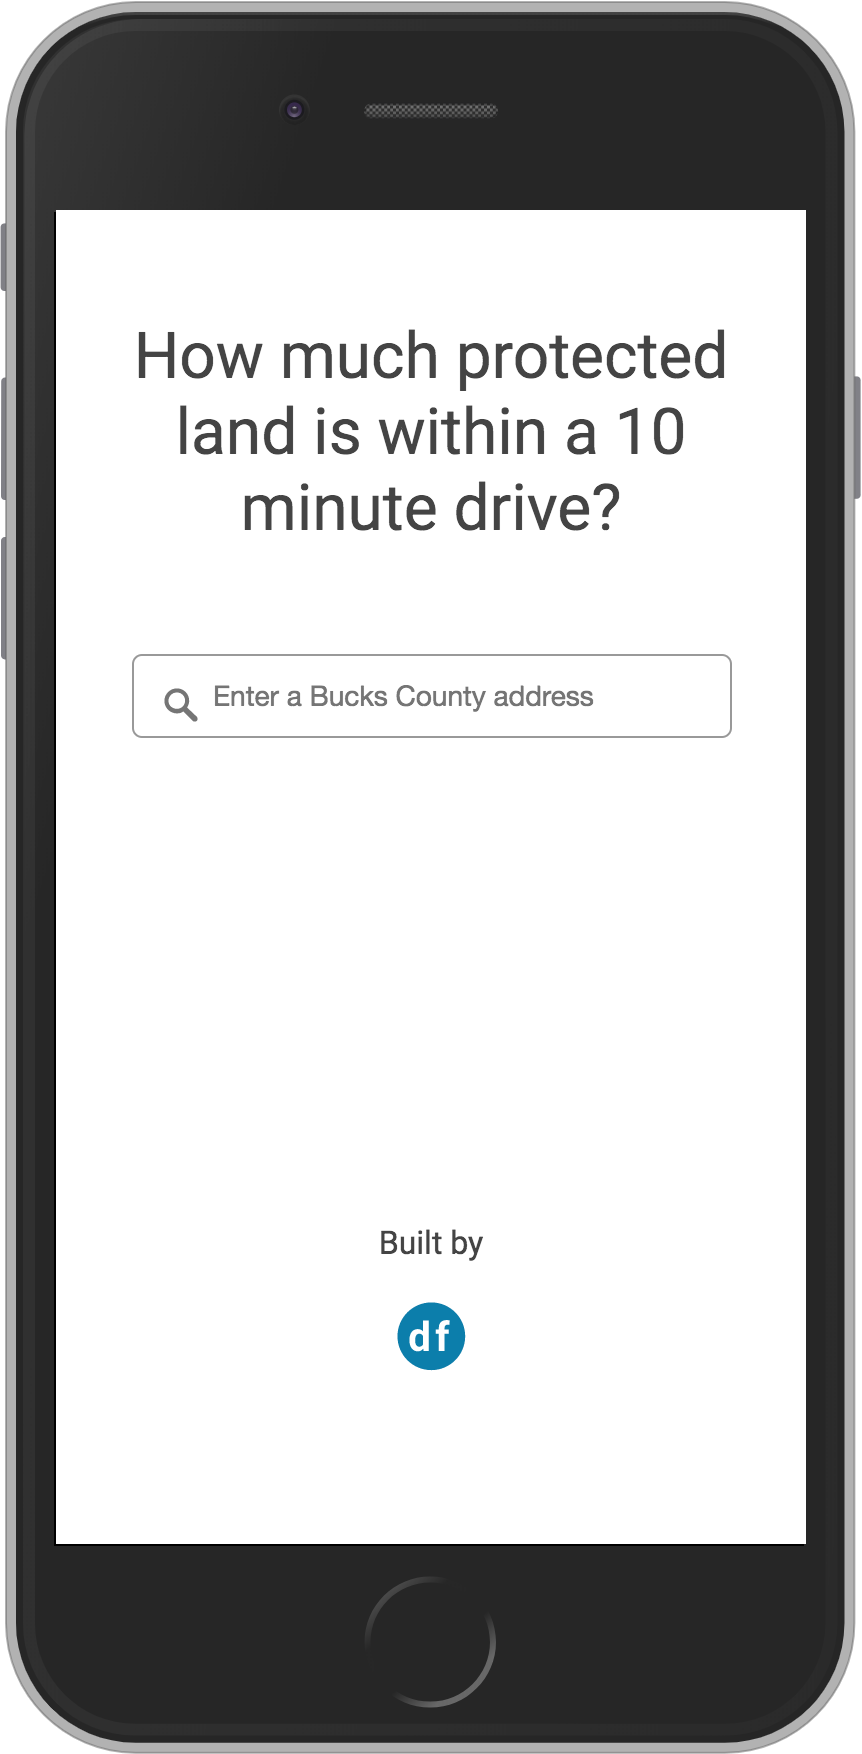 How much protected
land is within a 10
minute drive?
Enter a Bucks County address
Built by
df